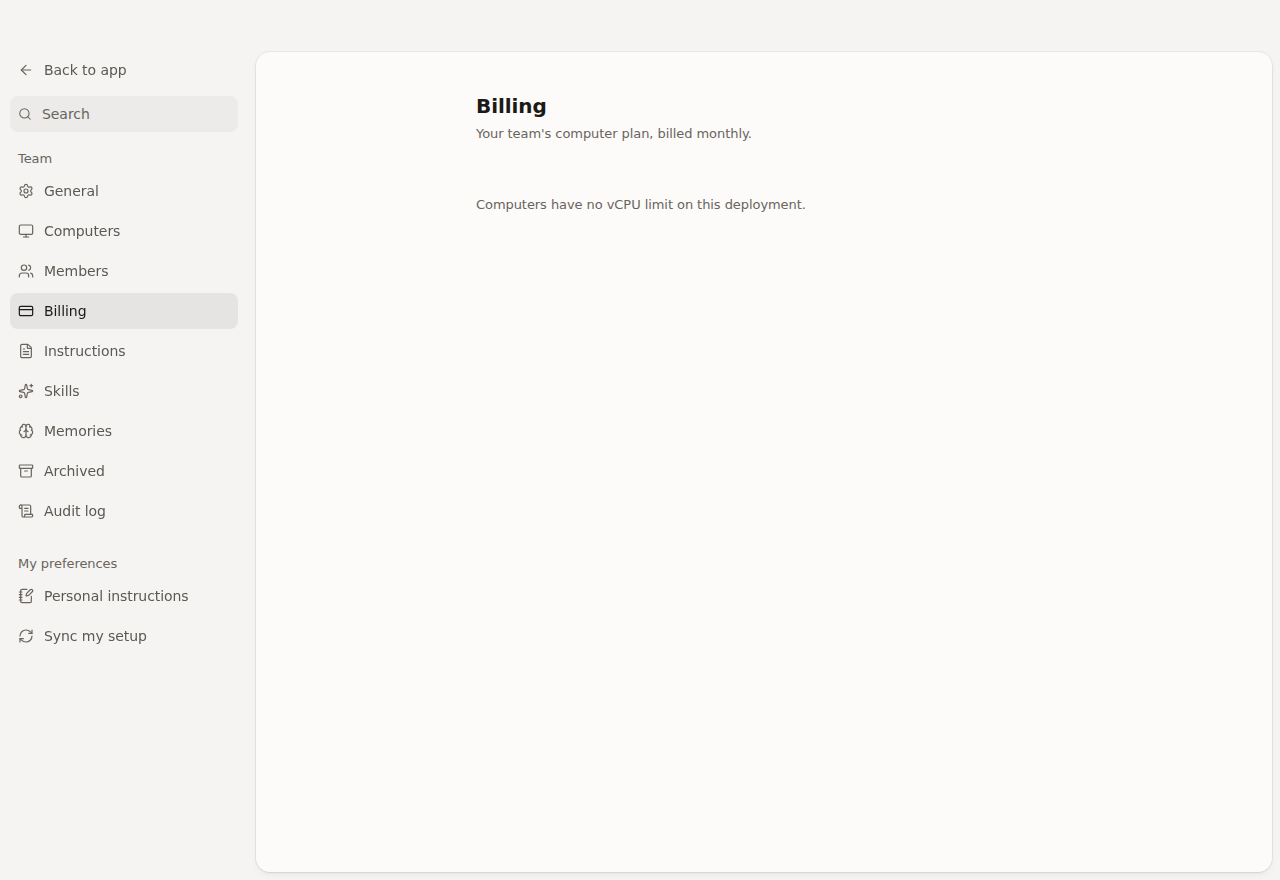 Back to app
Search
Team
General
Computers
Members
Billing
Instructions
Skills
Memories
Archived
Audit log
My preferences
Personal instructions
Sync my setup
Billing
Your team's computer plan, billed monthly.
Computers have no vCPU limit on this deployment.